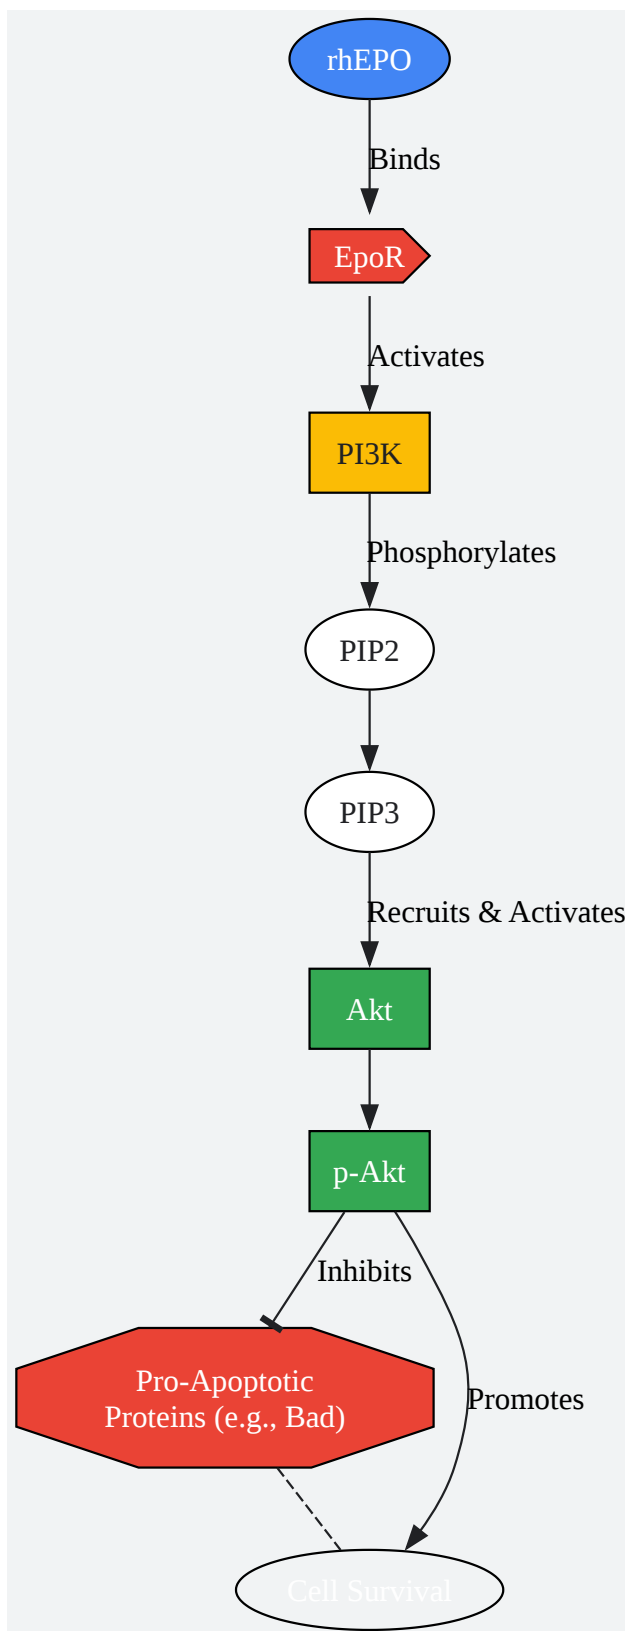 rhEPO
Binds
EpoR
Activates
PI3K
Phosphorylates
PIP2
PIP3
Recruits & Activates
Akt
p-Akt
Inhibits
Pro-Apoptotic
Proteins (e.g., Bad)
Promotes
Cell Survival